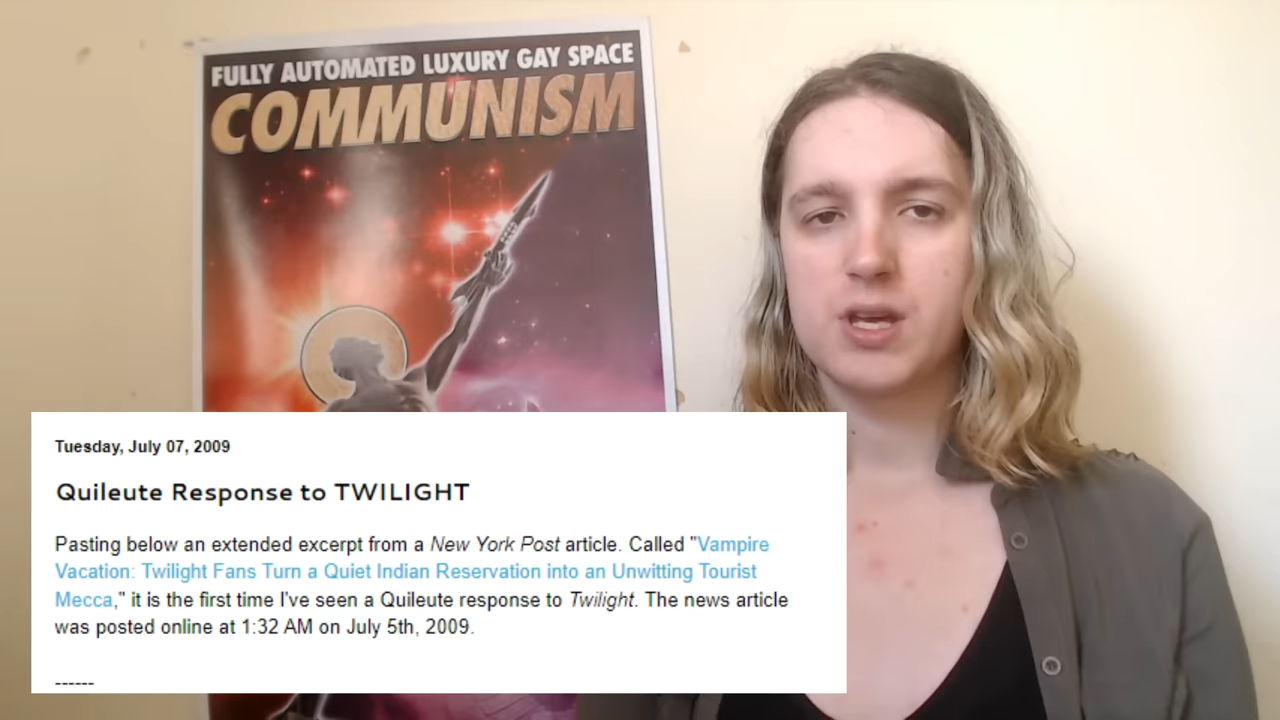 FULLY AUTOMATED LUXURY GAY SPACE
COMMUNISM
Tuesday, July 07, 2009
Quileute Response to TWILIGHT
Pasting below an extended excerpt from a New York Post article. Called "Vampire
Vacation: Twilight Fans Turn a Quiet Indian Reservation into an Unwitting Tourist
Mecca," it is the first time I've seen a Quileute response to Twilight. The news article
was posted online at 1:32 AM on July 5th, 2009.
------